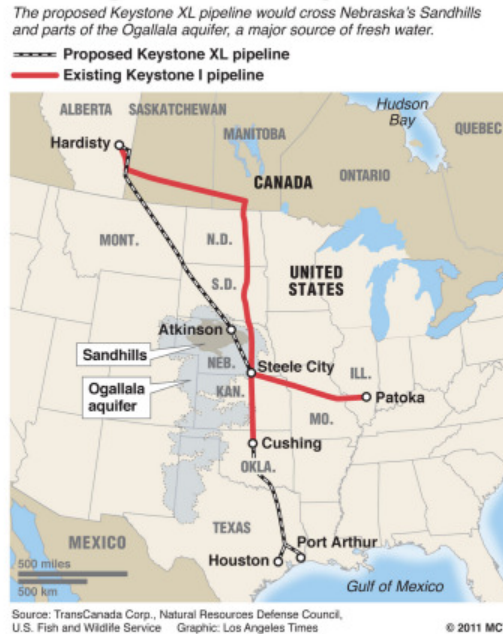 The proposed Keystone XL pipeline would cross Nebraska's Sandhills
and parts of the Ogallala aquifer, a major source of fresh water.
Proposed Keystone XL pipeline
Existing Keystone I pipeline
ALBERTA
SASKATCHEWAN
Hudson
Bay
Hardisty
MANITOBA
QUEBEC
CANADA
ONTARIO
MONT.
N.D.
UNITED
STATES
S.D.
Atkinson
Sandhills
NEB.
Steele City
ILL.
Ogallala
aquifer
KAN.
Patoka
MO.
Cushing
OKLA.
TEXAS
MEXICO
Port Arthur
Houston
500 miles
500 km
Gulf of Mexico
Source: TransCanada Corp., Natural Resources Defense Council,
U.S. Fish and Wildlife Service Graphic: Los Angeles Times
© 2011 MC